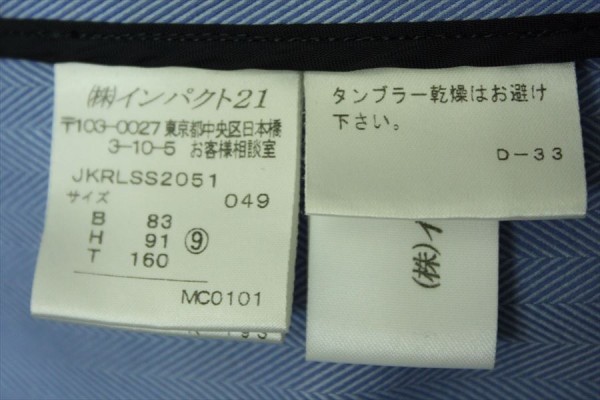 ㈱インパクト21
〒103-0027 東京都中央区日本橋
3-10-5 お客様相談室
JKRLSS2051
サイズ 049
B 83
H 91 ⑨
T 160
MC0101
タンブラー乾燥はお避け
下さい。
D-33
(株)イ